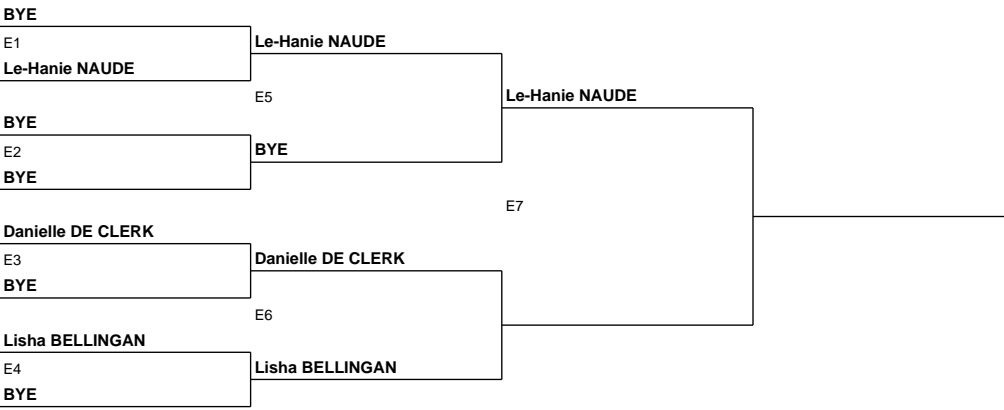 BYE
E1
Le-Hanie NAUDE
Le-Hanie NAUDE
E5
Le-Hanie NAUDE
BYE
E2
BYE
BYE
E7
Danielle DE CLERK
E3
BYE
Danielle DE CLERK
E6
Lisha BELLINGAN
E4
Lisha BELLINGAN
BYE